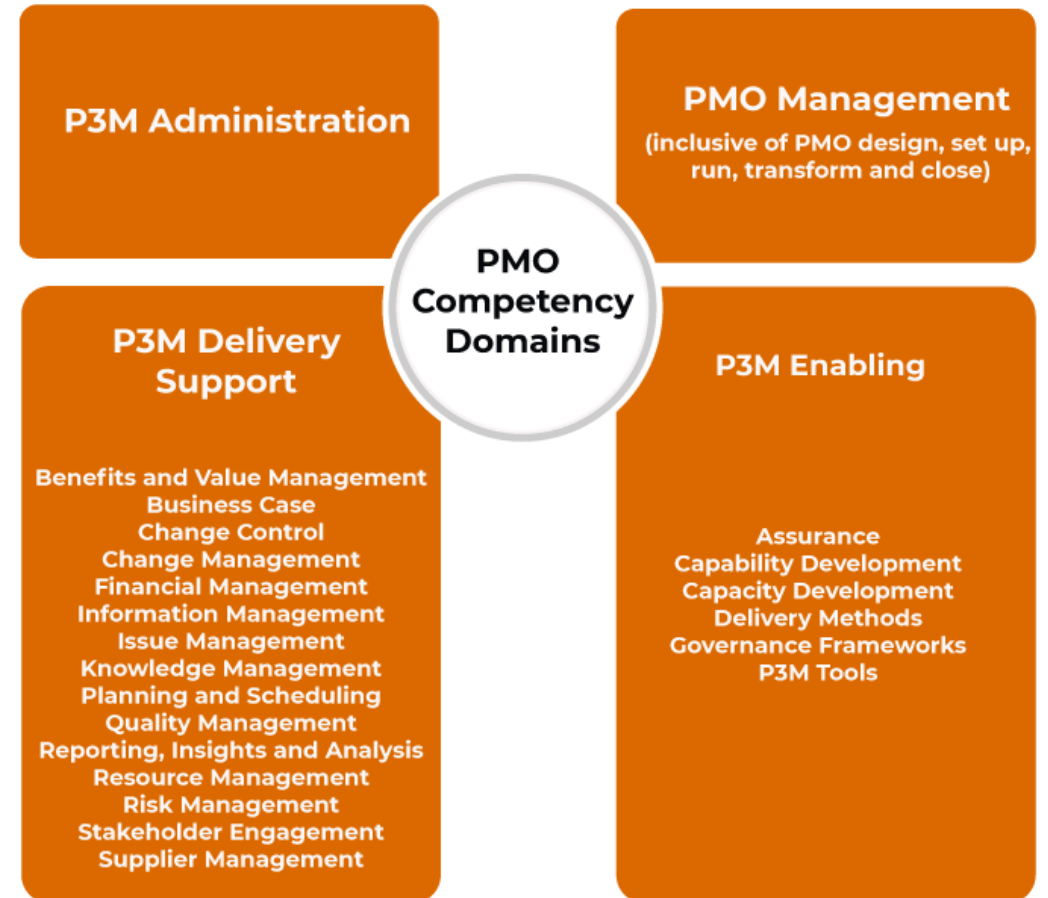 P3M Administration
PMO Management
(inclusive of PMO design, set up,
run, transform and close)
PMO
Competency
Domains
P3M Delivery
Support
Benefits and Value Management
Business Case
Change Control
Change Management
Financial Management
Information Management
Issue Management
Knowledge Management
Planning and Scheduling
Quality Management
Reporting, Insights and Analysis
Resource Management
Risk Management
Stakeholder Engagement
Supplier Management
P3M Enabling
Assurance
Capability Development
Capacity Development
Delivery Methods
Governance Frameworks
P3M Tools